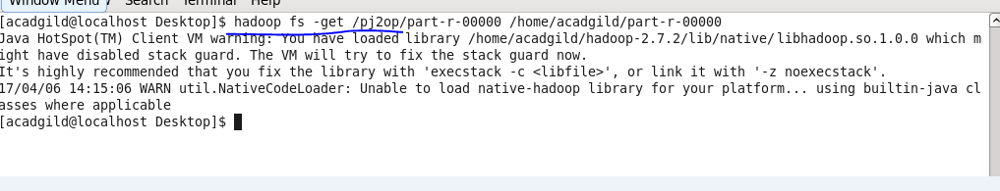 Window Menu Search Terminal Help
[acadgild@localhost Desktop]$ hadoop fs -get /pj2op/part-r-00000 /home/acadgild/part-r-00000
Java HotSpot(TM) Client VM warning: You have loaded library /home/acadgild/hadoop-2.7.2/lib/native/libhadoop.so.1.0.0 which m
ight have disabled stack guard. The VM will try to fix the stack guard now.
It's highly recommended that you fix the library with 'execstack -c <libfile>', or link it with '-z noexecstack'.
17/04/06 14:15:06 WARN util.NativeCodeLoader: Unable to load native-hadoop library for your platform... using builtin-java cl
asses where applicable
[acadgild@localhost Desktop]$